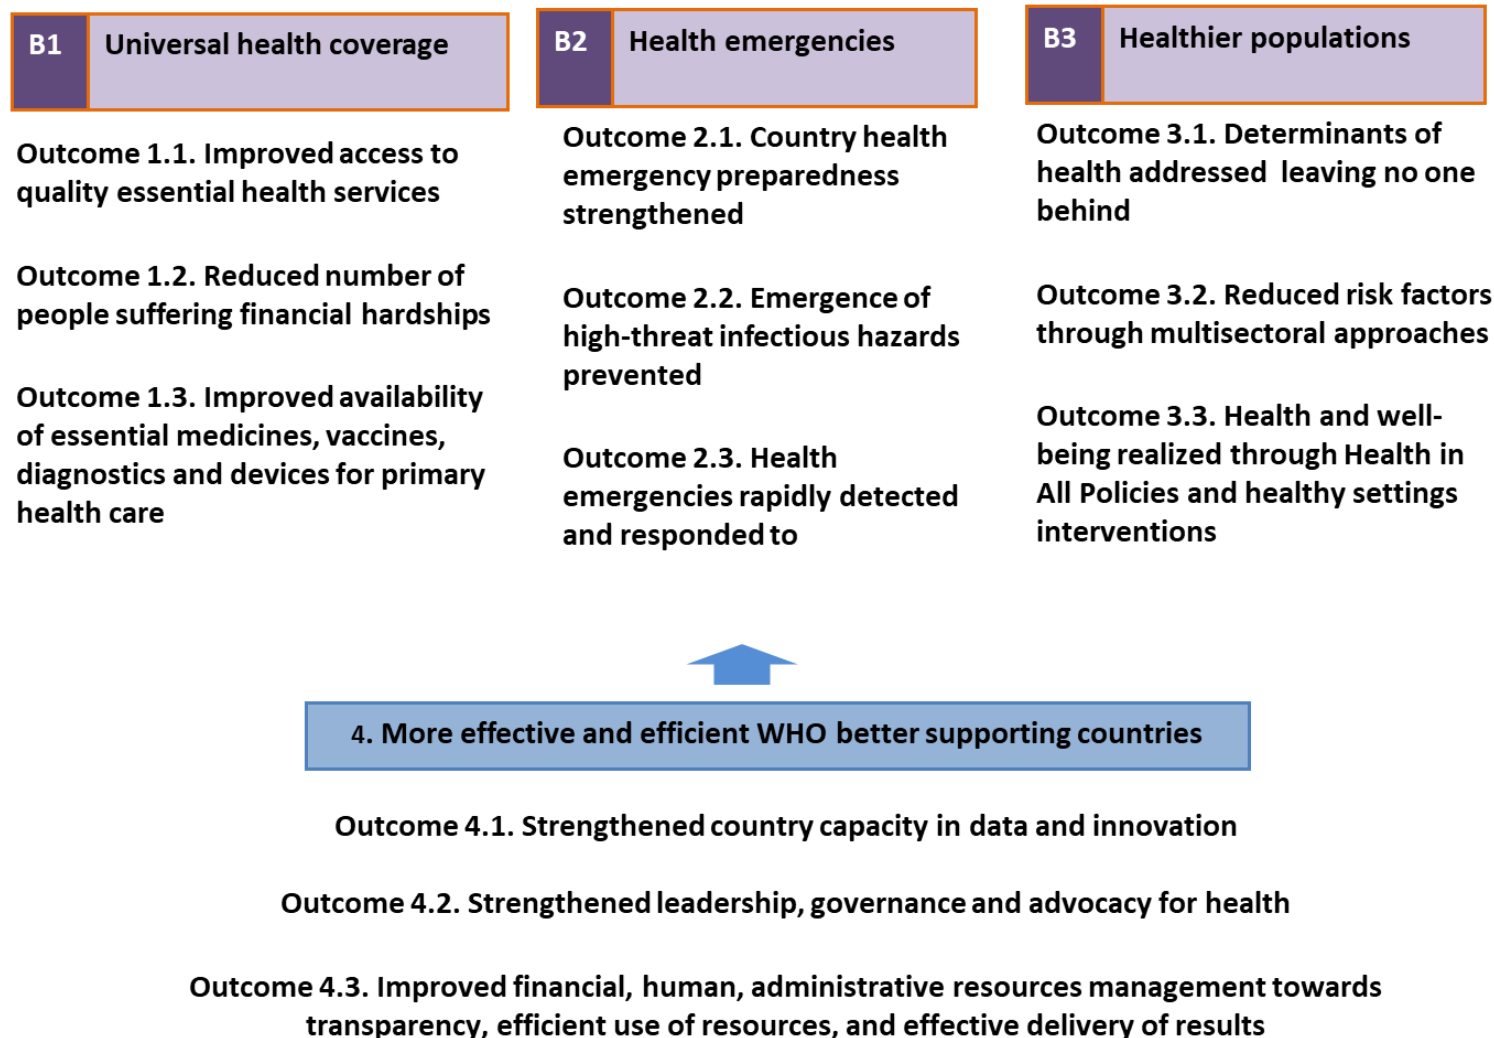 B1
Universal health coverage
Outcome 1.1. Improved access to
quality essential health services
Outcome 1.2. Reduced number of
people suffering financial hardships
Outcome 1.3. Improved availability
of essential medicines, vaccines,
diagnostics and devices for primary
health care
B2
Health emergencies
Outcome 2.1. Country health
emergency preparedness
strengthened
Outcome 2.2. Emergence of
high-threat infectious hazards
prevented
Outcome 2.3. Health
emergencies rapidly detected
and responded to
B3
Healthier populations
Outcome 3.1. Determinants of
health addressed leaving no one
behind
Outcome 3.2. Reduced risk factors
through multisectoral approaches
Outcome 3.3. Health and well-
being realized through Health in
All Policies and healthy settings
interventions
4. More effective and efficient WHO better supporting countries
Outcome 4.1. Strengthened country capacity in data and innovation
Outcome 4.2. Strengthened leadership, governance and advocacy for health
Outcome 4.3. Improved financial, human, administrative resources management towards
transparency, efficient use of resources, and effective delivery of results